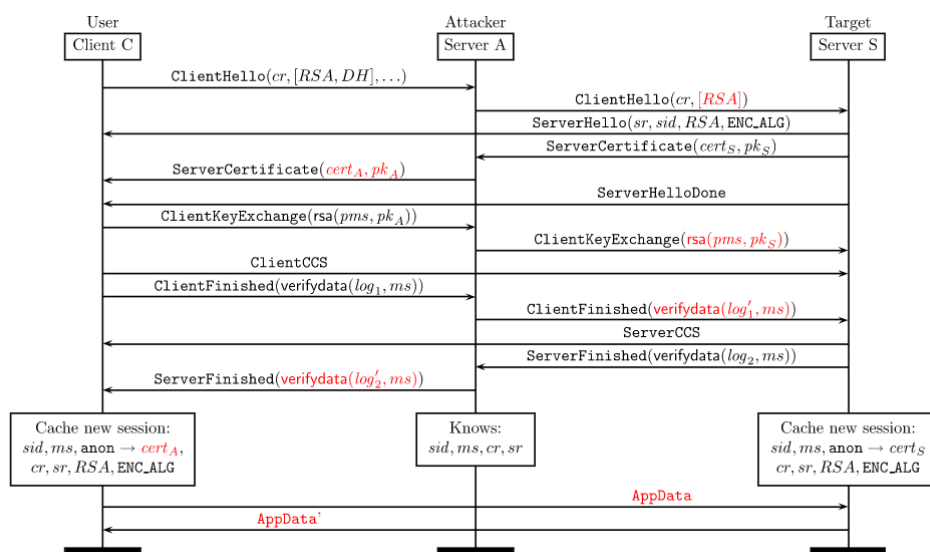 User Attacker Target
Client C Server A Server S
ClientHello(cr, [RSA, DH], ...)
ClientHello(cr, [RSA])
ServerHello(sr, sid, RSA, ENC_ALG)
ServerCertificate(cert_S, pk_S)
ServerCertificate(cert_A, pk_A)
ServerHelloDone
ClientKeyExchange(rsa(pms, pk_A))
ClientKeyExchange(rsa(pms, pk_S))
ClientCCS
ClientFinished(verifydata(log₁, ms))
ClientFinished(verifydata(log′₁, ms))
ServerCCS
ServerFinished(verifydata(log₂, ms))
ServerFinished(verifydata(log′₂, ms))
Cache new session:
sid, ms, anon → cert_A,
cr, sr, RSA, ENC_ALG
Knows:
sid, ms, cr, sr
Cache new session:
sid, ms, anon → cert_S
cr, sr, RSA, ENC_ALG
AppData
AppData'